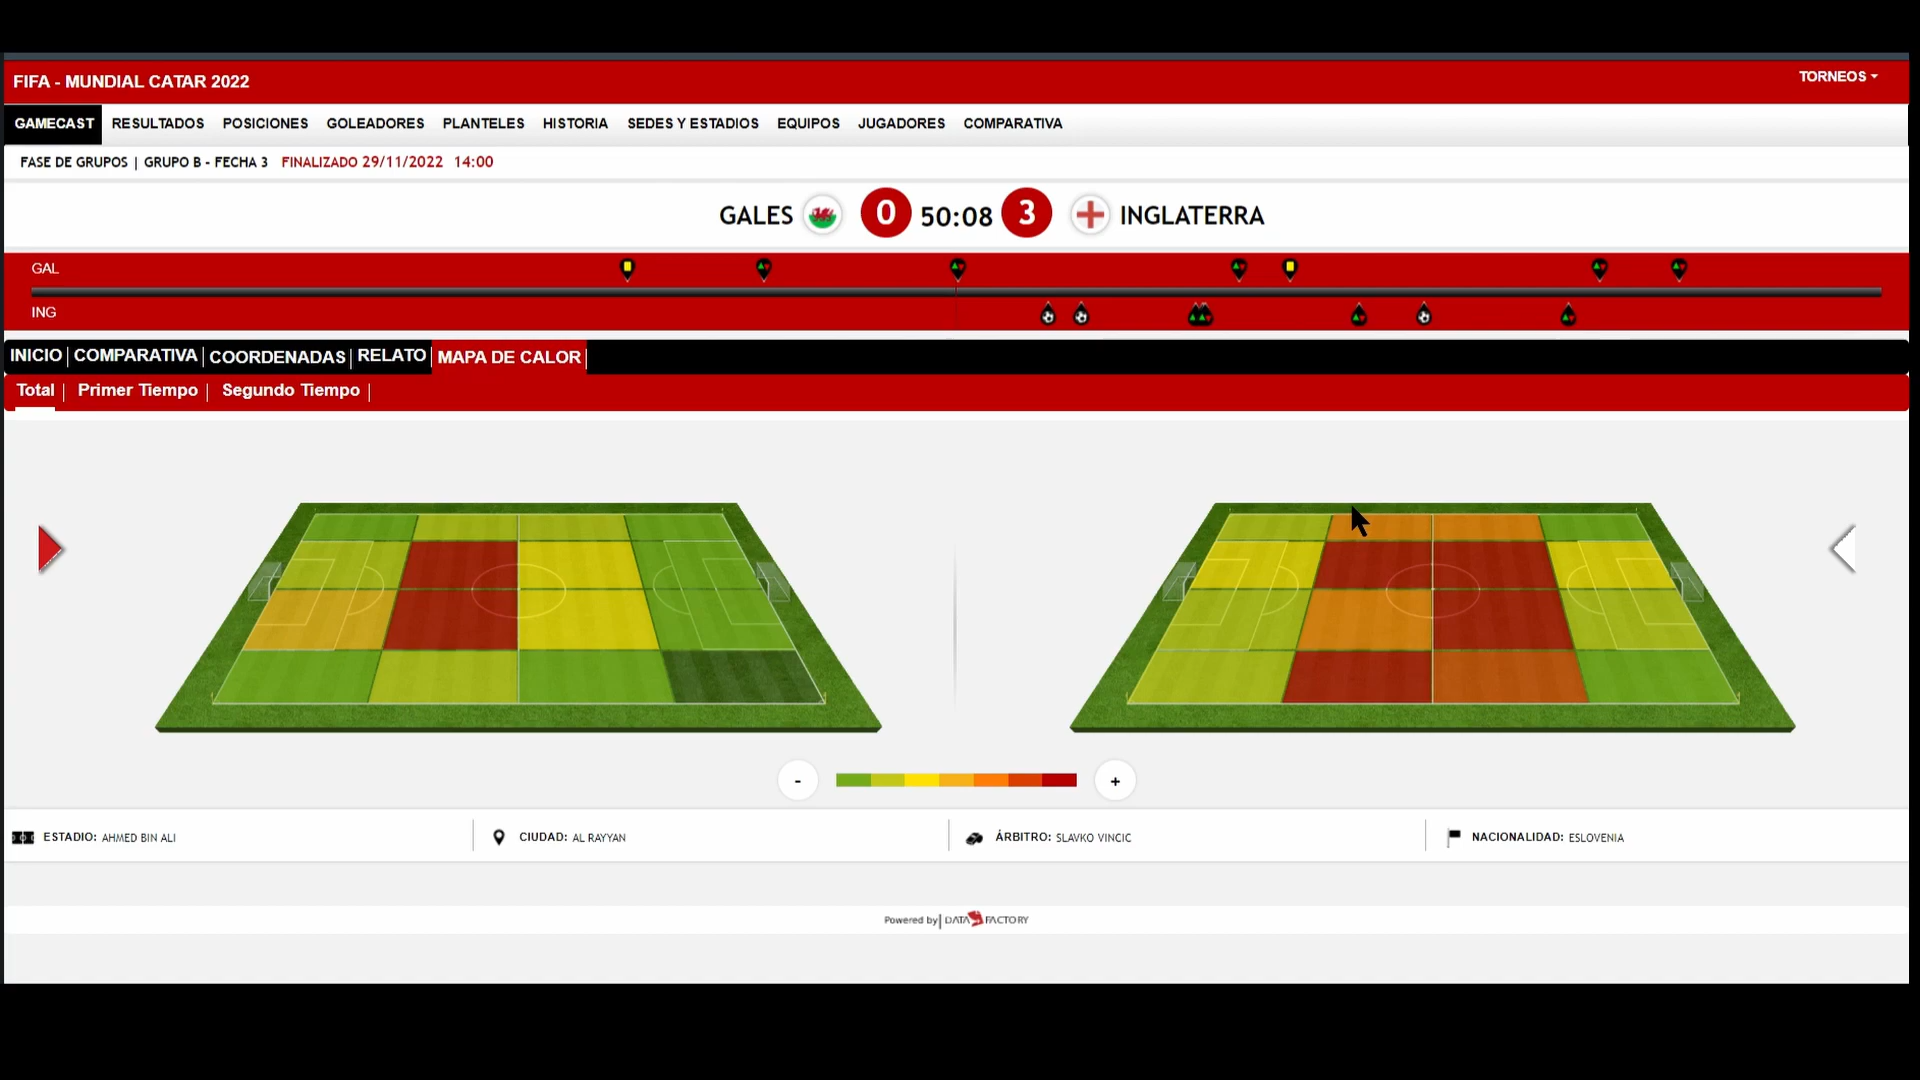 FIFA - MUNDIAL CATAR 2022
TORNEOS
GAMECAST RESULTADOS POSICIONES GOLEADORES PLANTELES HISTORIA SEDES Y ESTADIOS EQUIPOS JUGADORES COMPARATIVA
FASE DE GRUPOS | GRUPO B - FECHA 3 FINALIZADO 29/11/2022 14:00
GALES 0 50:08 3 INGLATERRA
GAL
ING
INICIO | COMPARATIVA | COORDENADAS | RELATO | MAPA DE CALOR |
Total | Primer Tiempo | Segundo Tiempo |
- +
ESTADIO: AHMED BIN ALI CIUDAD: AL RAYYAN ÁRBITRO: SLAVKO VINCIC NACIONALIDAD: ESLOVENIA
Powered by | DATA FACTORY